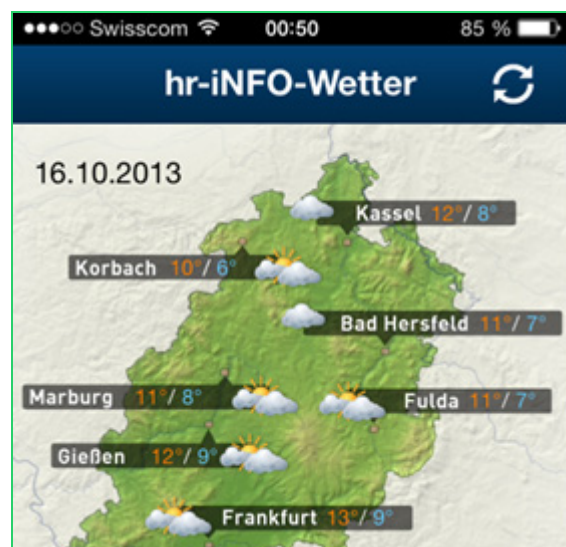 Swisscom 00:50 85 %
hr-iNFO-Wetter
16.10.2013
Kassel 12°/ 8°
Korbach 10°/ 6°
Bad Hersfeld 11°/ 7°
Marburg 11°/ 8°
Fulda 11°/ 7°
Gießen 12°/ 9°
Frankfurt 13°/ 9°